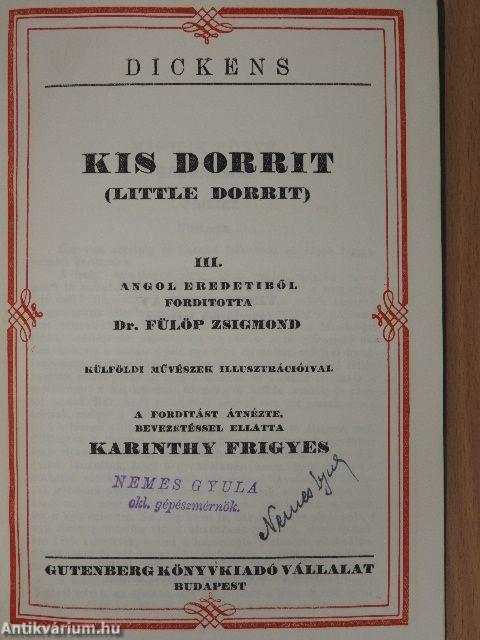 DICKENS
KIS DORRIT
(LITTLE DORRIT)
III.
ANGOL EREDETIBŐL
FORDITOTTA
Dr. FÜLÖP ZSIGMOND
KÜLFÖLDI MŰVÉSZEK ILLUSZTRÁCIÓIVAL
A FORDITÁST ÁTNÉZTE,
BEVEZETÉSSEL ELLÁTTA
KARINTHY FRIGYES
NEMES GYULA
okl. gépészmérnök.
Nemes Gyula
GUTENBERG KÖNYVKIADÓ VÁLLALAT
BUDAPEST
Antikvárium.hu